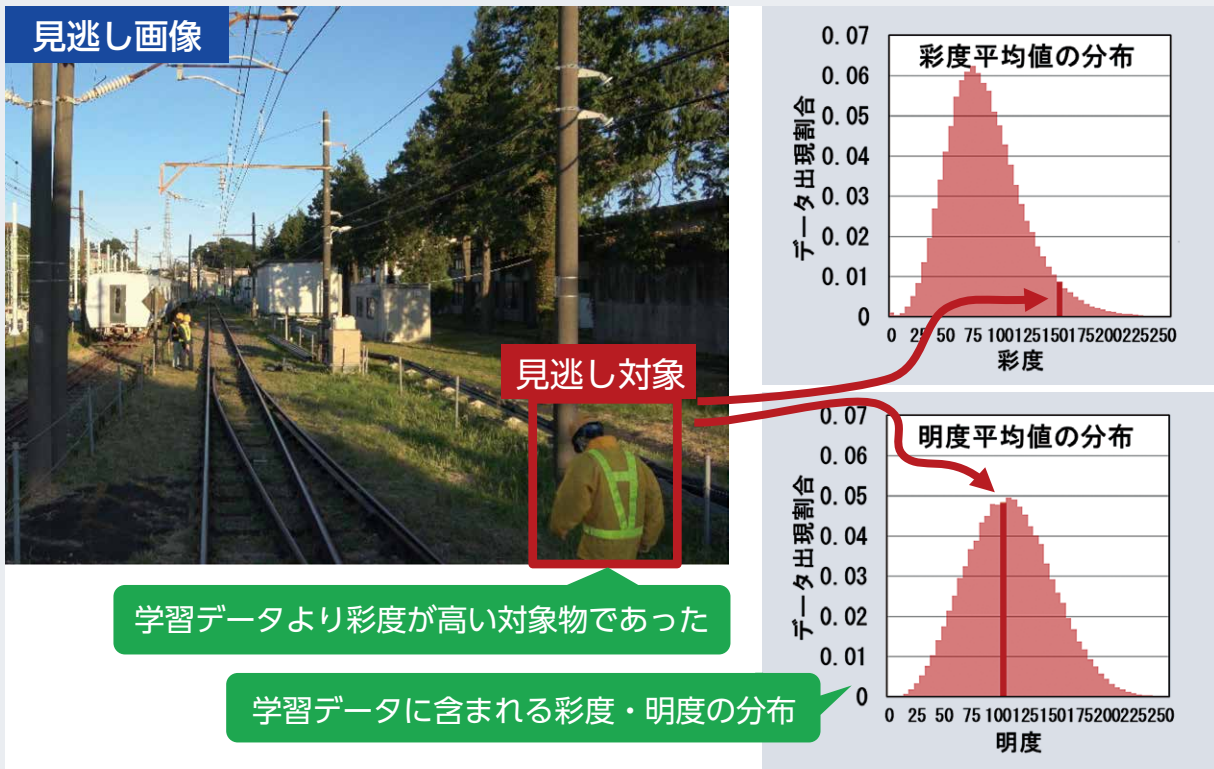 見逃し画像
見逃し対象
学習データより彩度が高い対象物であった
学習データに含まれる彩度・明度の分布
彩度平均値の分布
データ出現割合
0.07
0.06
0.05
0.04
0.03
0.02
0.01
0
0 25 50 75 100125150175200225250
彩度
明度平均値の分布
データ出現割合
0.07
0.06
0.05
0.04
0.03
0.02
0.01
0
0 25 50 75 100125150175200225250
明度